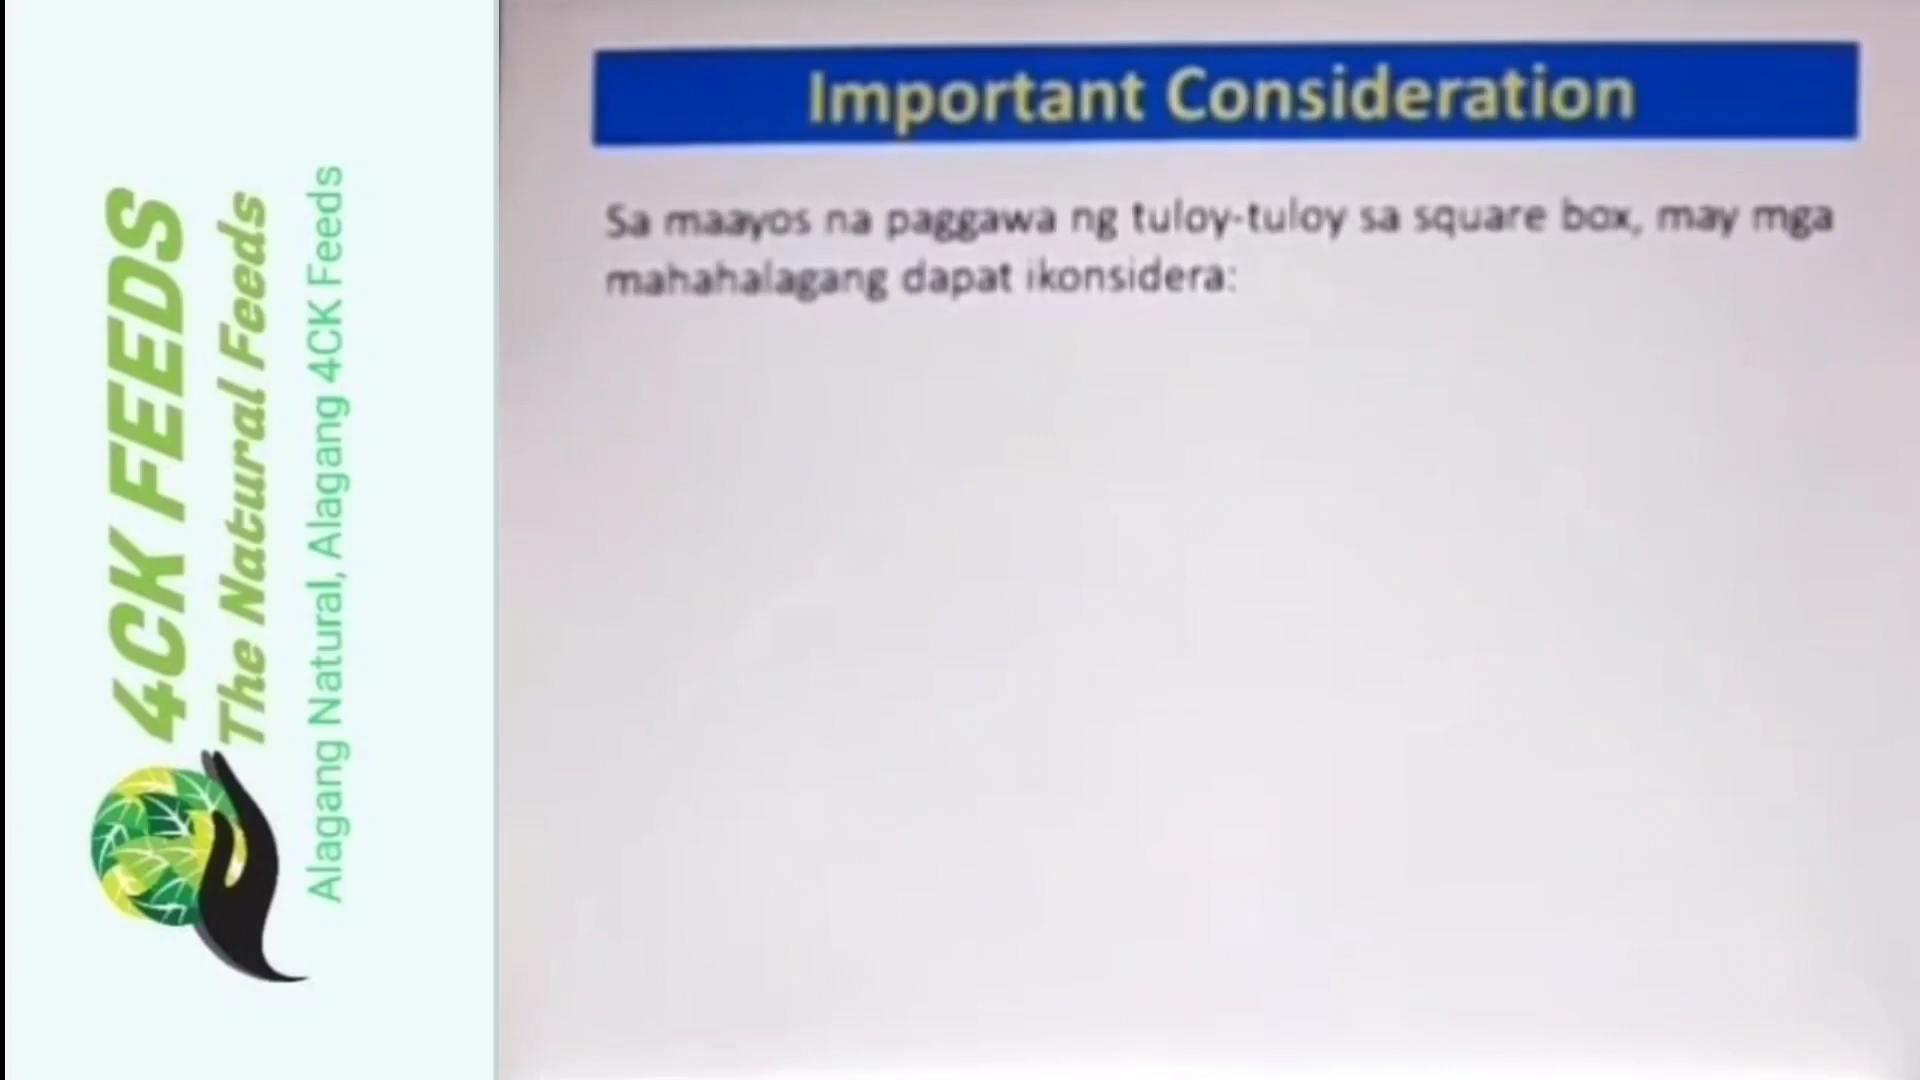 4CK FEEDS
The Natural Feeds
Alagang Natural, Alagang 4CK Feeds
Important Consideration
Sa maayos na paggawa ng tuloy-tuloy sa square box, may mga
mahahalagang dapat ikonsidera: